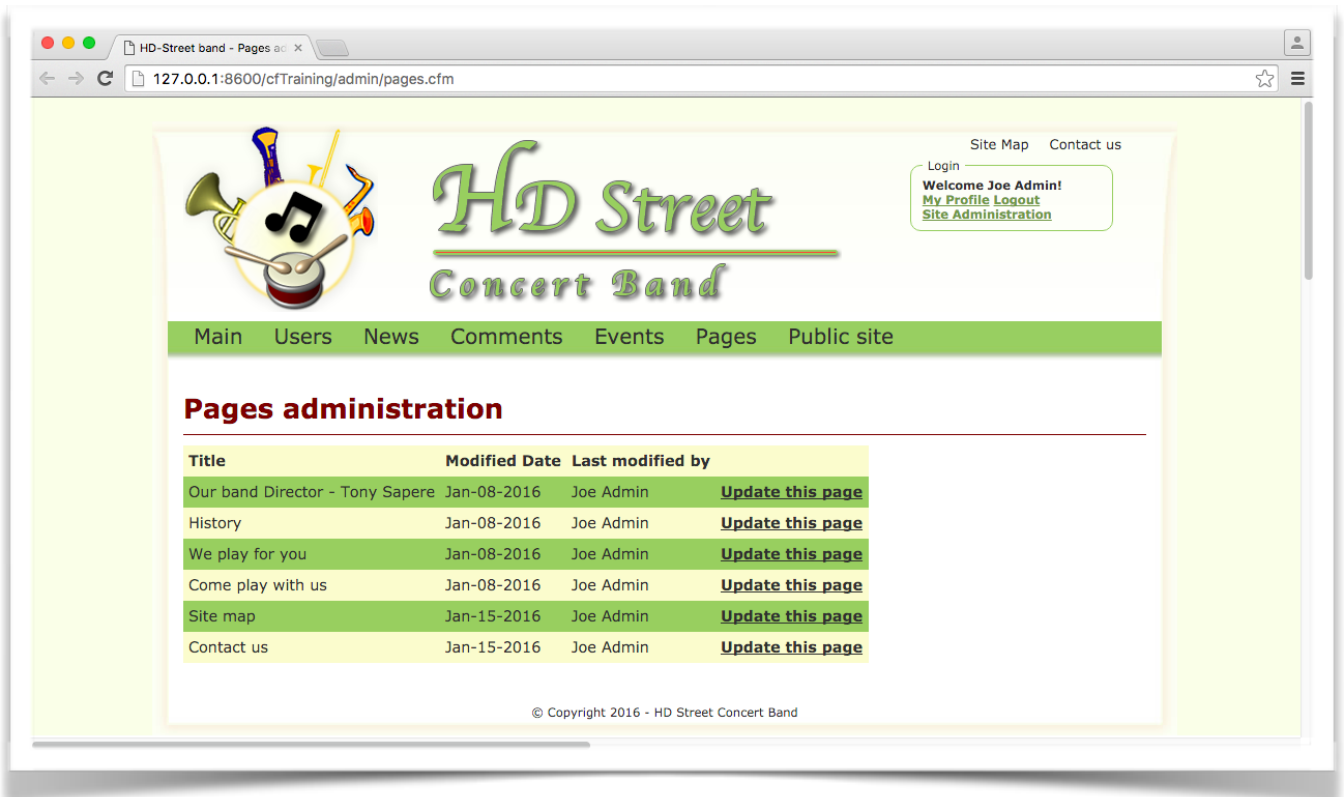 HD-Street band - Pages ad
127.0.0.1:8600/cfTraining/admin/pages.cfm
Site Map Contact us
Login
Welcome Joe Admin!
My Profile Logout
Site Administration
HD Street
Concert Band
Main Users News Comments Events Pages Public site
Pages administration
Title Modified Date Last modified by
Our band Director - Tony Sapere Jan-08-2016 Joe Admin Update this page
History Jan-08-2016 Joe Admin Update this page
We play for you Jan-08-2016 Joe Admin Update this page
Come play with us Jan-08-2016 Joe Admin Update this page
Site map Jan-15-2016 Joe Admin Update this page
Contact us Jan-15-2016 Joe Admin Update this page
© Copyright 2016 - HD Street Concert Band